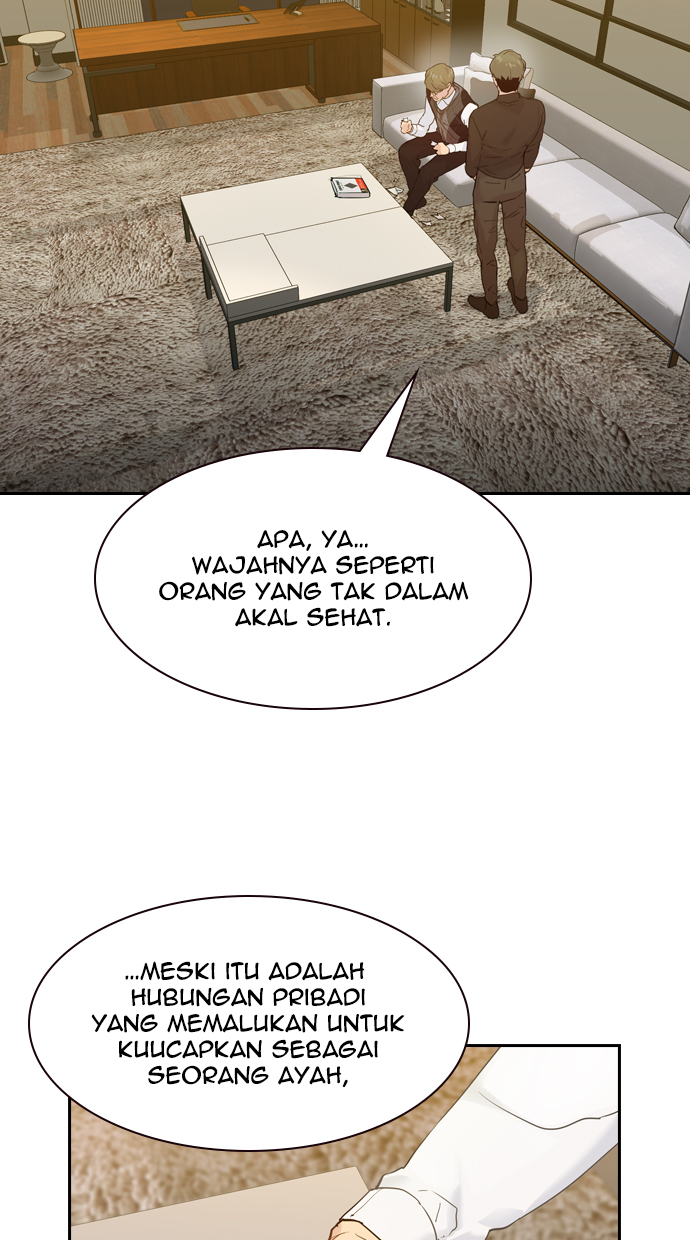 APA, YA...
WAJAHNYA SEPERTI
ORANG YANG TAK DALAM
AKAL SEHAT.
...MESKI ITU ADALAH
HUBUNGAN PRIBADI
YANG MEMALUKAN UNTUK
KUUCAPKAN SEBAGAI
SEORANG AYAH,